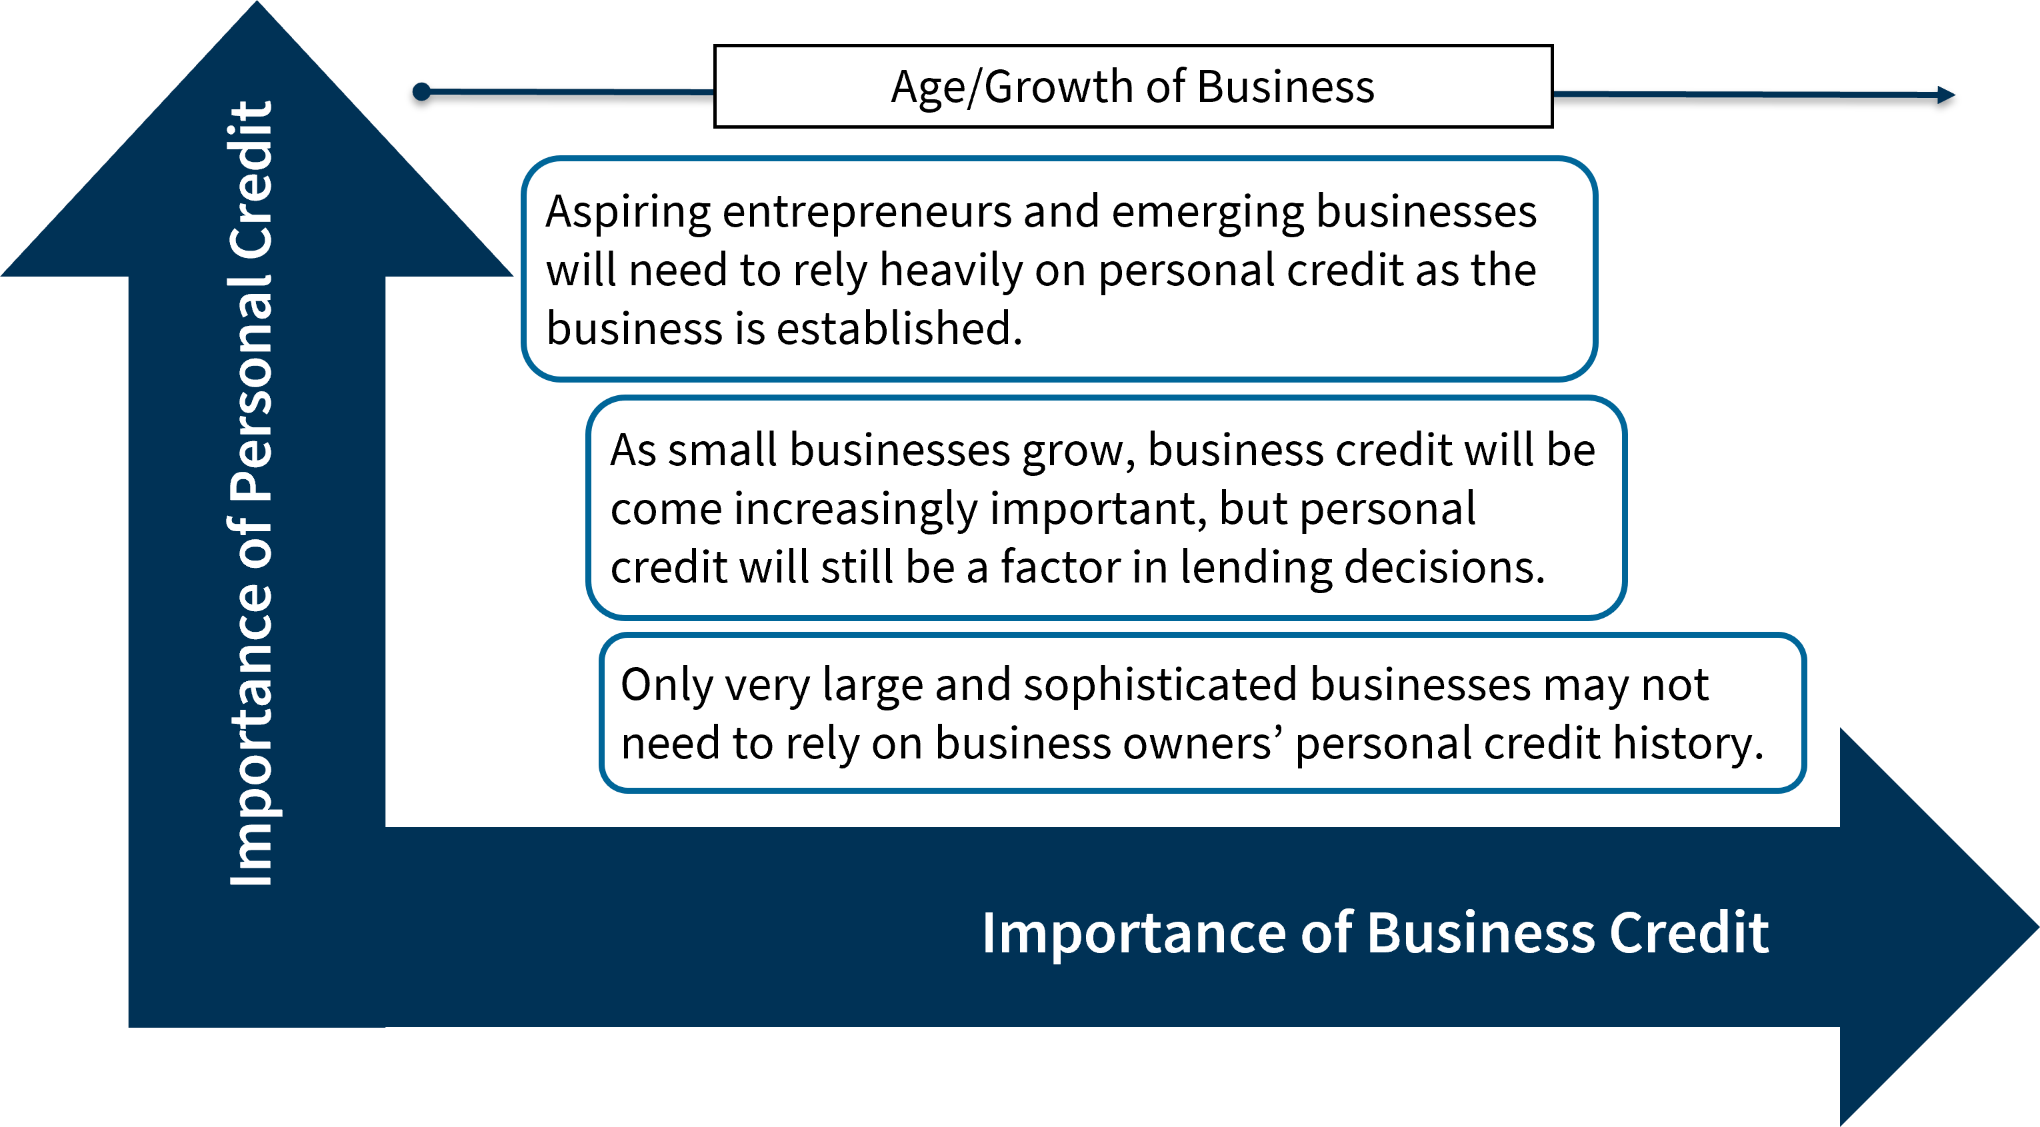 Age/Growth of Business
Importance of Personal Credit
Aspiring entrepreneurs and emerging businesses
will need to rely heavily on personal credit as the
business is established.
As small businesses grow, business credit will be
come increasingly important, but personal
credit will still be a factor in lending decisions.
Only very large and sophisticated businesses may not
need to rely on business owners’ personal credit history.
Importance of Business Credit